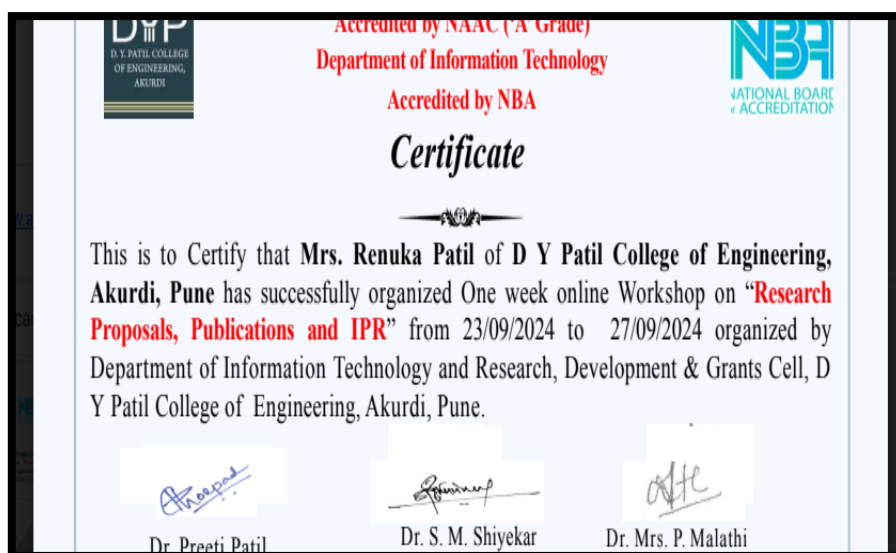 DYP
D. Y. PATIL COLLEGE
OF ENGINEERING,
AKURDI
Accredited by NAAC ('A' Grade)
Department of Information Technology
Accredited by NBA
NBA
NATIONAL BOARD
of ACCREDITATION
Certificate
This is to Certify that Mrs. Renuka Patil of D Y Patil College of Engineering,
Akurdi, Pune has successfully organized One week online Workshop on “Research
Proposals, Publications and IPR” from 23/09/2024 to 27/09/2024 organized by
Department of Information Technology and Research, Development & Grants Cell, D
Y Patil College of Engineering, Akurdi, Pune.
Dr. Preeti Patil
Dr. S. M. Shiyekar
Dr. Mrs. P. Malathi